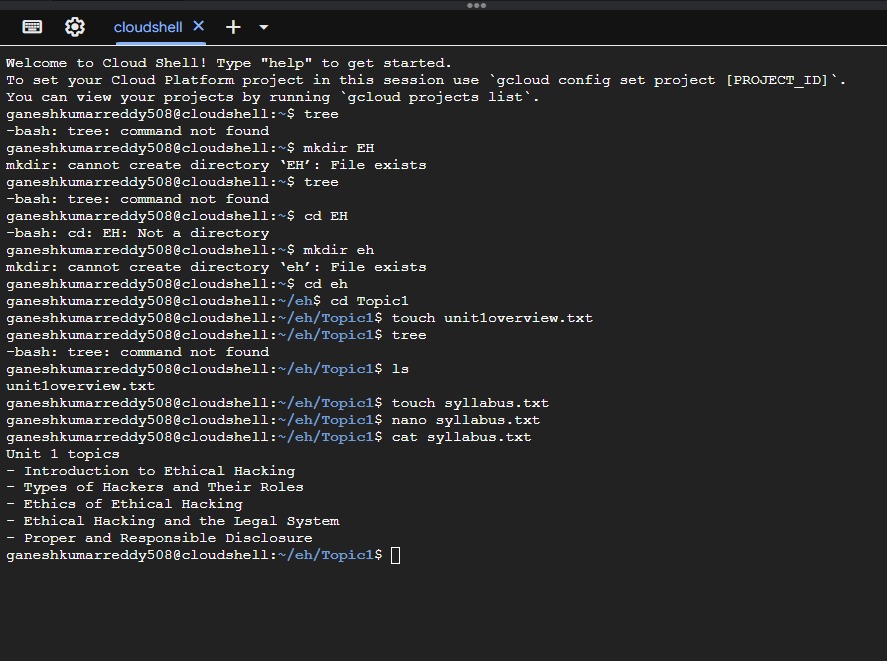 cloudshell
Welcome to Cloud Shell! Type "help" to get started.
To set your Cloud Platform project in this session use `gcloud config set project [PROJECT_ID]`.
You can view your projects by running `gcloud projects list`.
ganeshkumarreddy508@cloudshell:~$ tree
-bash: tree: command not found
ganeshkumarreddy508@cloudshell:~$ mkdir EH
mkdir: cannot create directory ‘EH’: File exists
ganeshkumarreddy508@cloudshell:~$ tree
-bash: tree: command not found
ganeshkumarreddy508@cloudshell:~$ cd EH
-bash: cd: EH: Not a directory
ganeshkumarreddy508@cloudshell:~$ mkdir eh
mkdir: cannot create directory ‘eh’: File exists
ganeshkumarreddy508@cloudshell:~$ cd eh
ganeshkumarreddy508@cloudshell:~/eh$ cd Topic1
ganeshkumarreddy508@cloudshell:~/eh/Topic1$ touch unit1overview.txt
ganeshkumarreddy508@cloudshell:~/eh/Topic1$ tree
-bash: tree: command not found
ganeshkumarreddy508@cloudshell:~/eh/Topic1$ ls
unit1overview.txt
ganeshkumarreddy508@cloudshell:~/eh/Topic1$ touch syllabus.txt
ganeshkumarreddy508@cloudshell:~/eh/Topic1$ nano syllabus.txt
ganeshkumarreddy508@cloudshell:~/eh/Topic1$ cat syllabus.txt
Unit 1 topics
- Introduction to Ethical Hacking
- Types of Hackers and Their Roles
- Ethics of Ethical Hacking
- Ethical Hacking and the Legal System
- Proper and Responsible Disclosure
ganeshkumarreddy508@cloudshell:~/eh/Topic1$